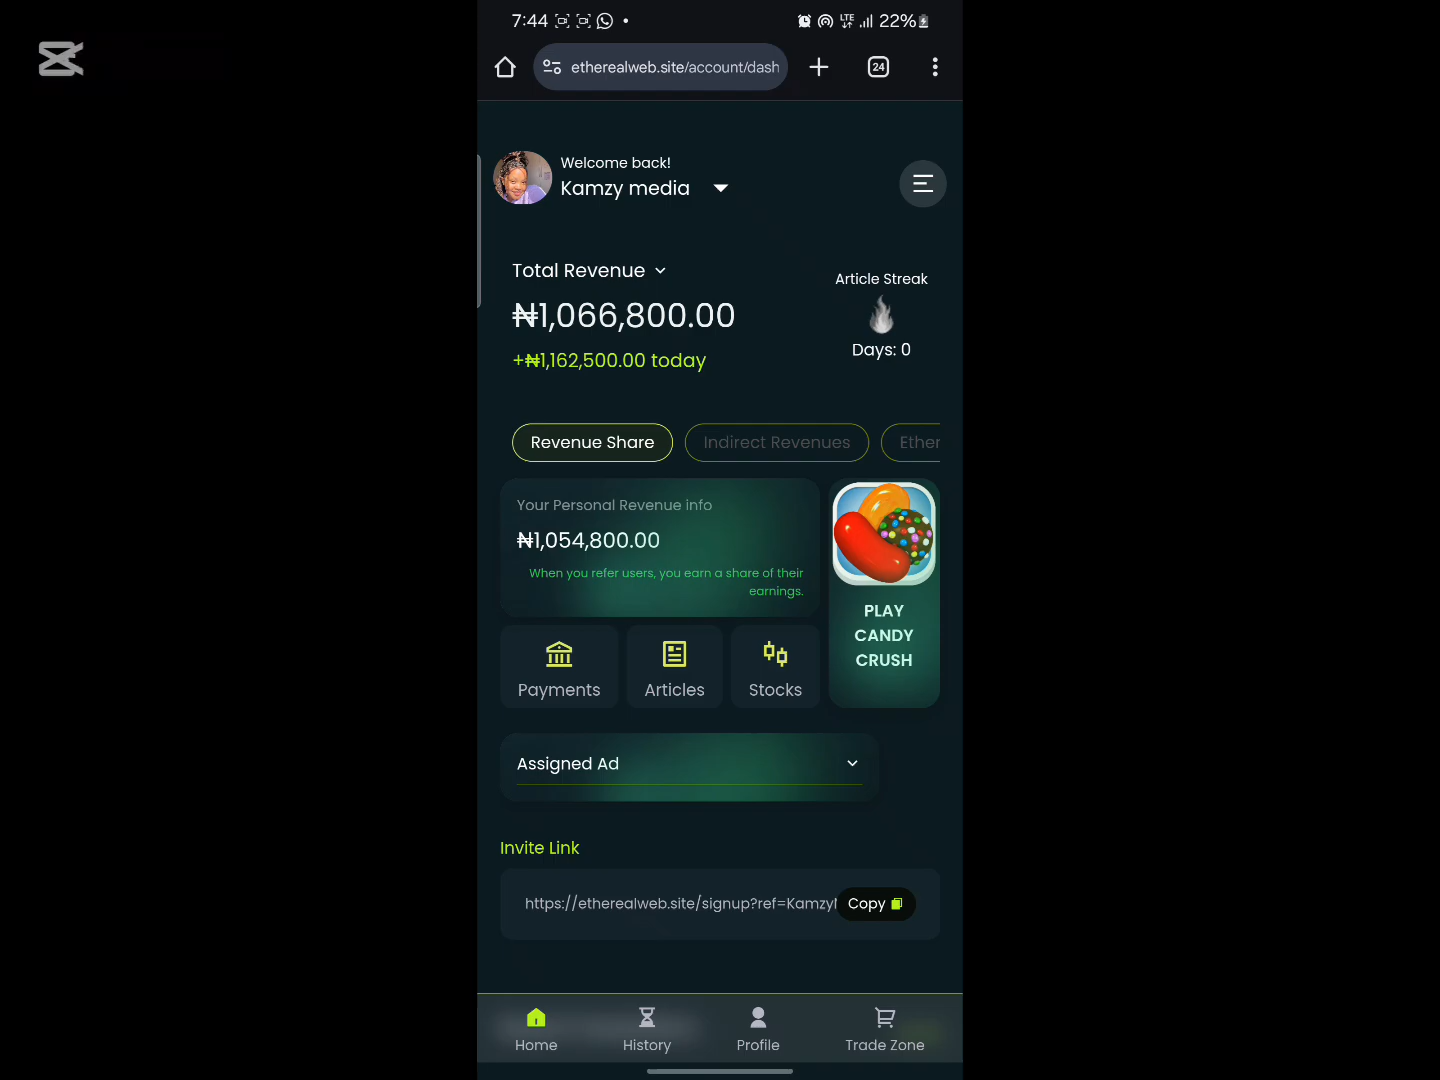 7:44
LTE
22%
etherealweb.site/account/dash
24
Welcome back!
Kamzy media
Total Revenue
₦1,066,800.00
+₦1,162,500.00 today
Article Streak
Days: 0
Revenue Share
Indirect Revenues
Ether
Your Personal Revenue info
₦1,054,800.00
When you refer users, you earn a share of their
earnings.
PLAY
CANDY
CRUSH
Payments
Articles
Stocks
Assigned Ad
Invite Link
https://etherealweb.site/signup?ref=Kamzy
Copy
Home
History
Profile
Trade Zone